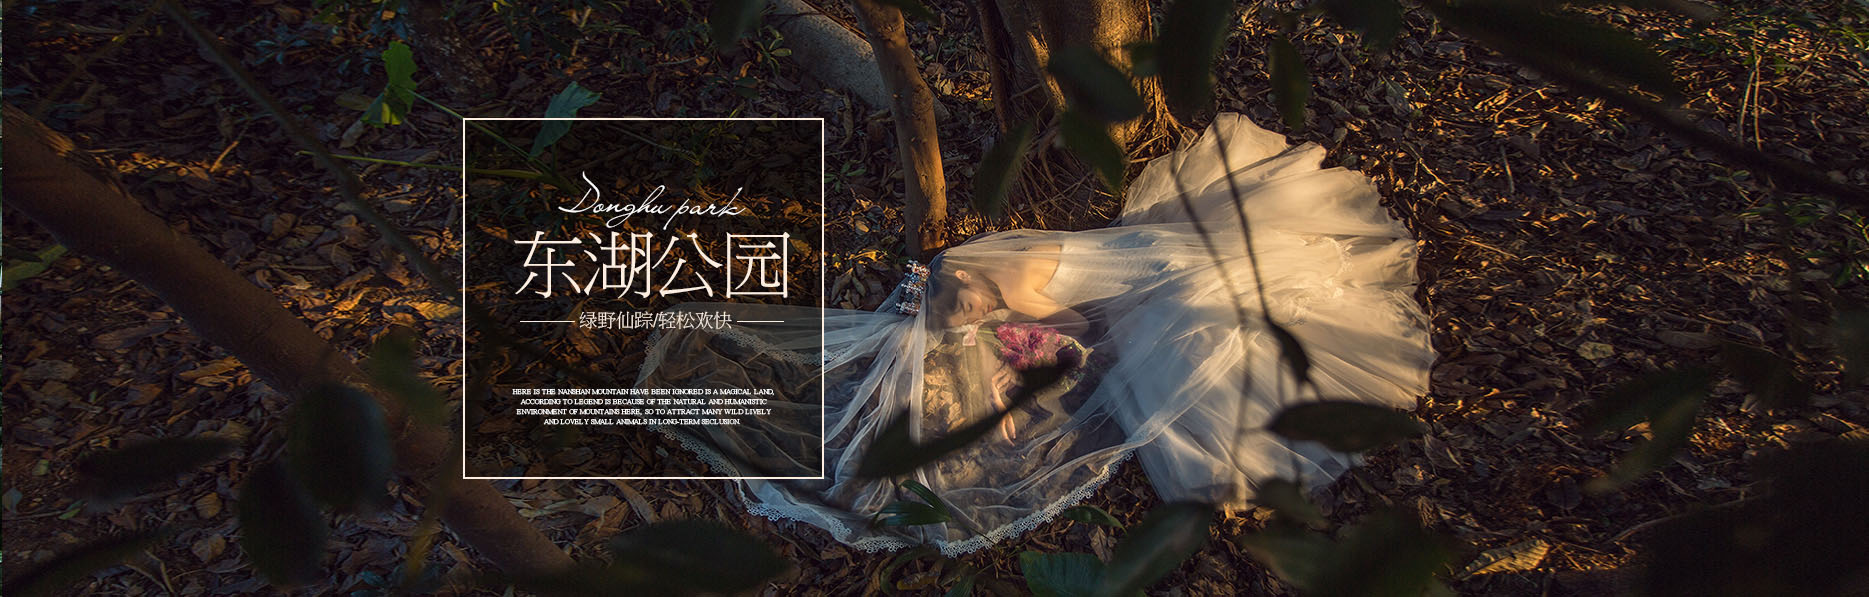 Donghu park
东湖公园
绿野仙踪/轻松欢快
HERE IS THE NANSHAN MOUNTAIN HAVE BEEN IGNORED IS A MAGICAL LAND,
ACCORDING TO LEGEND IS BECAUSE OF THE NATURAL AND HUMANISTIC
ENVIRONMENT OF MOUNTAINS HERE, SO TO ATTRACT MANY WILD LIVELY
AND LOVELY SMALL ANIMALS IN LONG-TERM SECLUSION.